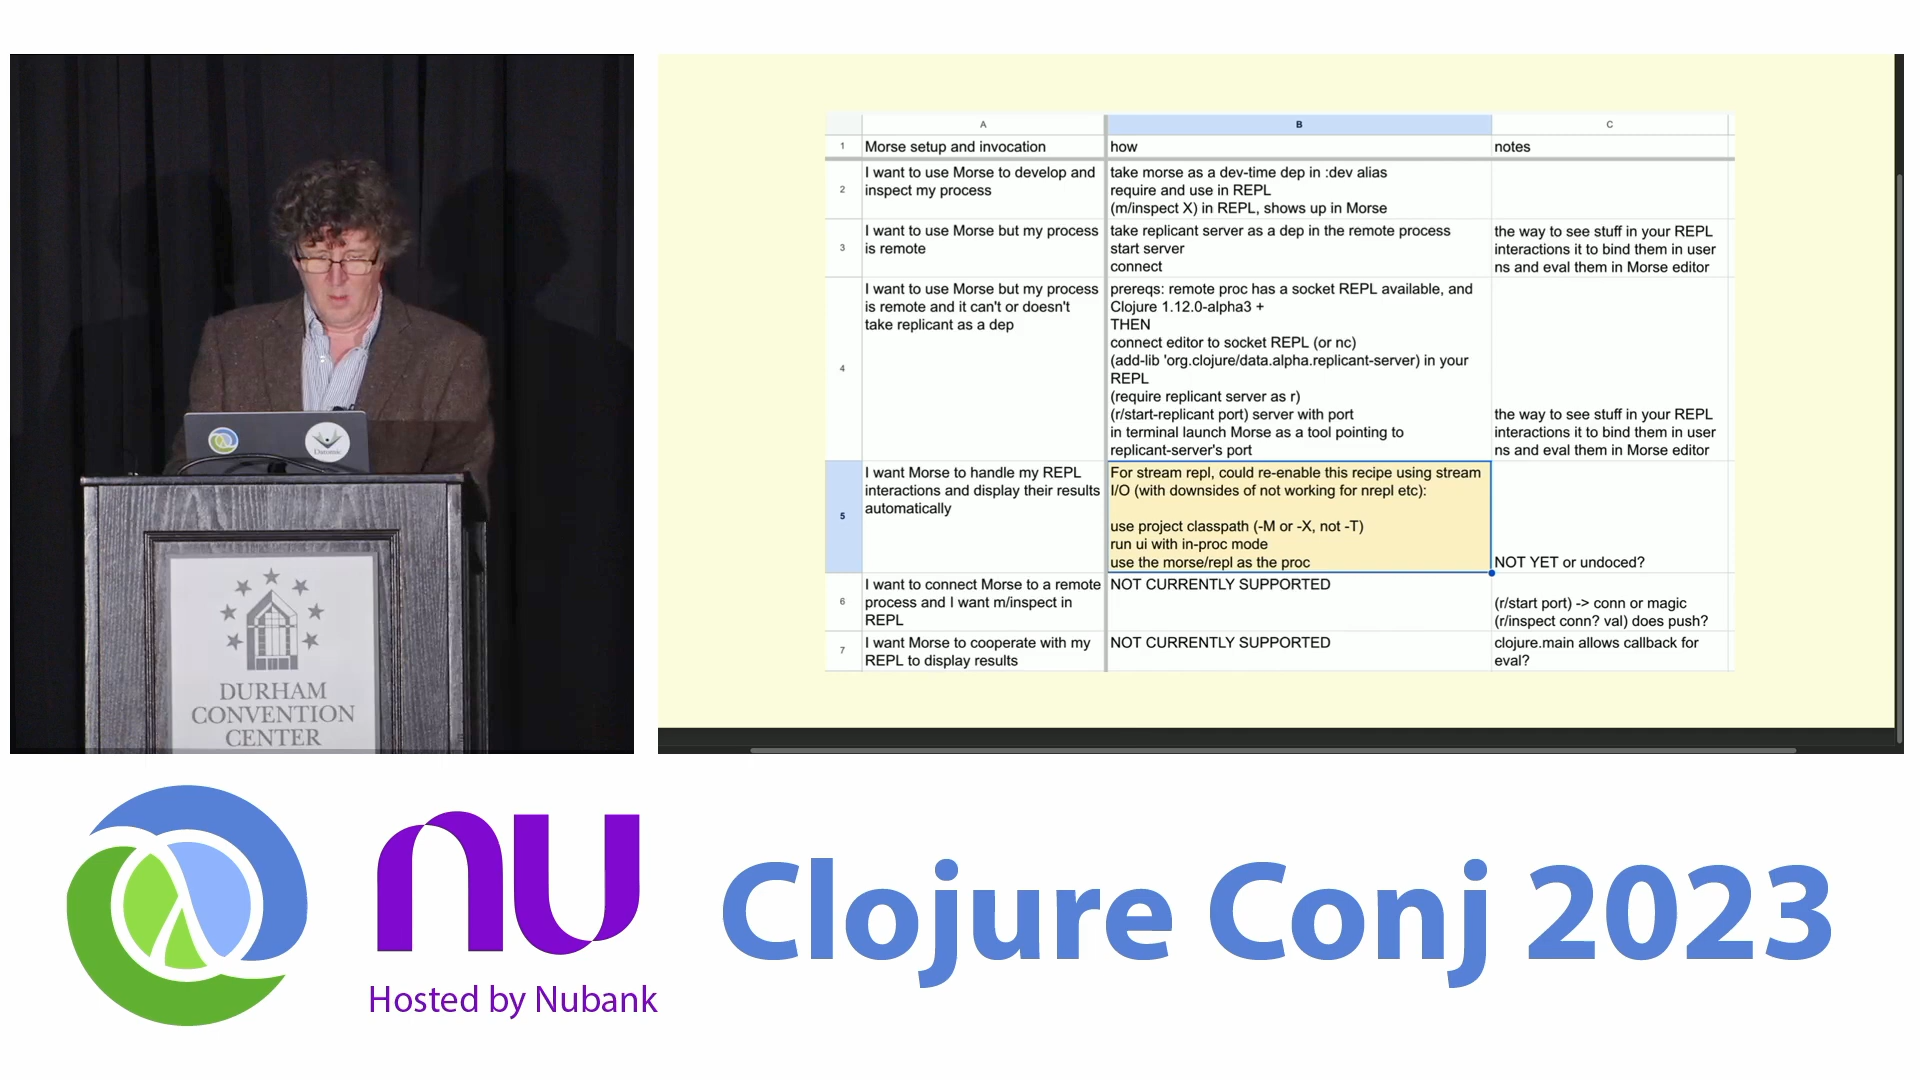 A
B
C
1
Morse setup and invocation
how
notes
2
I want to use Morse to develop and
inspect my process
take morse as a dev-time dep in :dev alias
require and use in REPL
(m/inspect X) in REPL, shows up in Morse
3
I want to use Morse but my process
is remote
take replicant server as a dep in the remote process
start server
connect
the way to see stuff in your REPL
interactions it to bind them in user
ns and eval them in Morse editor
4
I want to use Morse but my process
is remote and it can't or doesn't
take replicant as a dep
prereqs: remote proc has a socket REPL available, and
Clojure 1.12.0-alpha3 +
THEN
connect editor to socket REPL (or nc)
(add-lib 'org.clojure/data.alpha.replicant-server) in your
REPL
(require replicant server as r)
(r/start-replicant port) server with port
in terminal launch Morse as a tool pointing to
replicant-server's port
the way to see stuff in your REPL
interactions it to bind them in user
ns and eval them in Morse editor
5
I want Morse to handle my REPL
interactions and display their results
automatically
For stream repl, could re-enable this recipe using stream
I/O (with downsides of not working for nrepl etc):
use project classpath (-M or -X, not -T)
run ui with in-proc mode
use the morse/repl as the proc
NOT YET or undoced?
6
I want to connect Morse to a remote
process and I want m/inspect in
REPL
NOT CURRENTLY SUPPORTED
(r/start port) -> conn or magic
(r/inspect conn? val) does push?
7
I want Morse to cooperate with my
REPL to display results
NOT CURRENTLY SUPPORTED
clojure.main allows callback for
eval?
Datomic
DURHAM
CONVENTION
CENTER
nu
Hosted by Nubank
Clojure Conj 2023